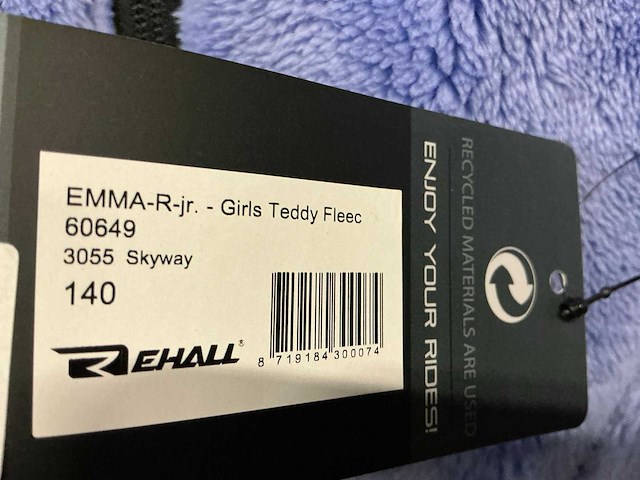 EMMA-R-jr. - Girls Teddy Fleec
60649
3055 Skyway
140
REHALL®
8 719184 300074
ENJOY YOUR RIDES!
RECYCLED MATERIALS ARE USED